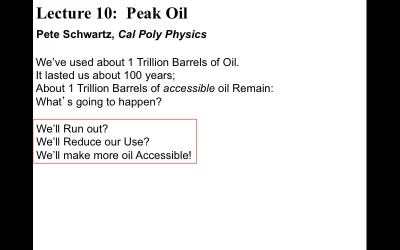 Lecture 10: Peak Oil
Pete Schwartz, Cal Poly Physics
We've used about 1 Trillion Barrels of Oil.
It lasted us about 100 years;
About 1 Trillion Barrels of accessible oil Remain:
What's going to happen?
We'll Run out?
We'll Reduce our Use?
We'll make more oil Accessible!